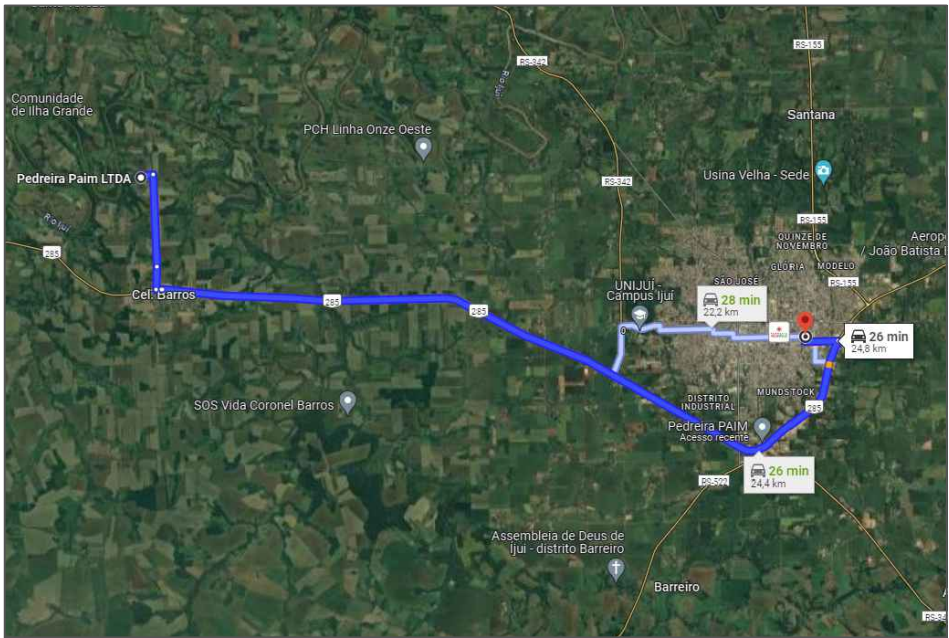 RS-155
RS-342
Rio Ijuí
Comunidade
de Ilha Grande
Santana
PCH Linha Onze Oeste
Usina Velha - Sede
Pedreira Paim LTDA
RS-342
Rio Ijuí
RS-155
QUINZE DE
NOVEMBRO
Aerop
/ João Batista
285
GLÓRIA
MODELO
SÃO JOSÉ
RS-155
UNIJUÍ -
Campus Ijuí
Cel. Barros
285
28 min
22,2 km
285
26 min
24,8 km
MUNDSTOCK
DISTRITO
INDUSTRIAL
285
SOS Vida Coronel Barros
Pedreira PAIM
Acesso recente
26 min
24,4 km
RS-522
Assembleia de Deus de
Ijui - distrito Barreiro
Barreiro